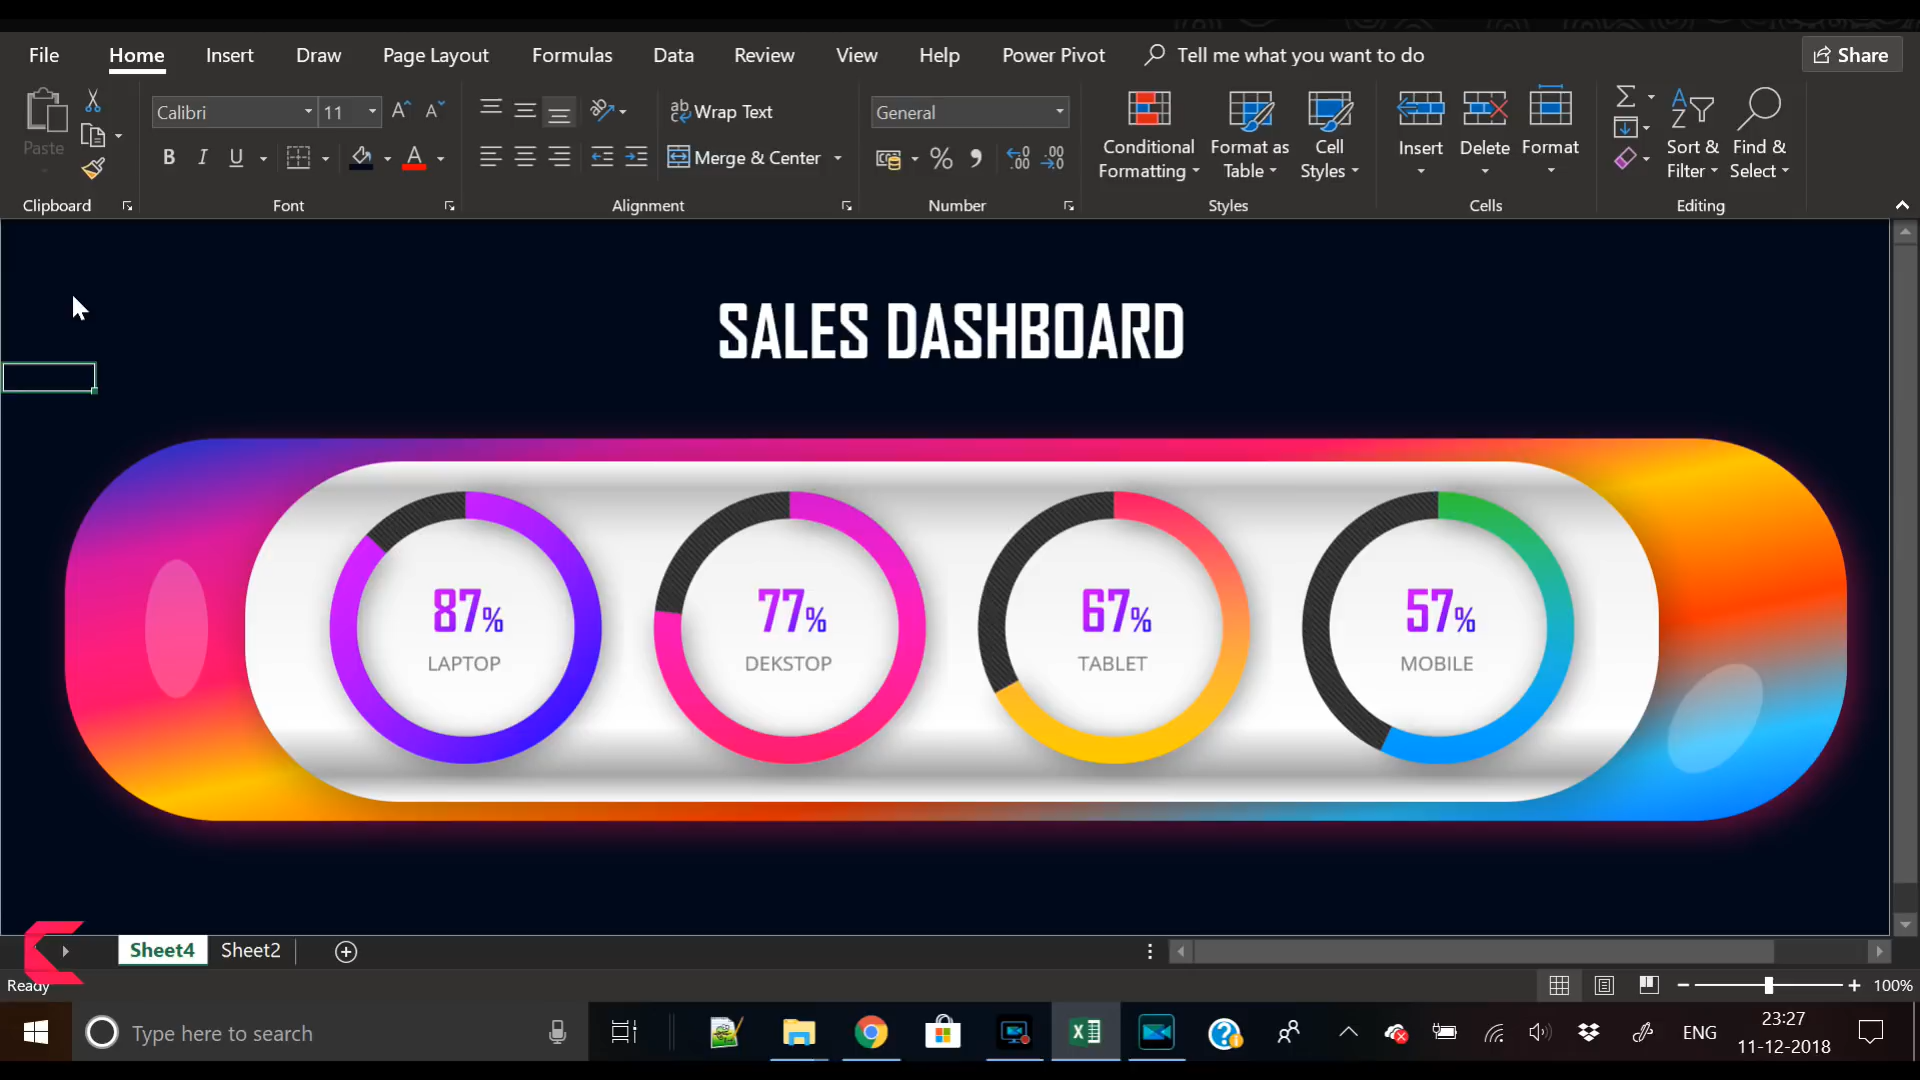 File Home Insert Draw Page Layout Formulas Data Review View Help Power Pivot Tell me what you want to do Share
Paste
Calibri 11
B I U
Wrap Text
Merge & Center
General
Conditional Formatting
Format as Table
Cell Styles
Insert
Delete
Format
Sort & Filter
Find & Select
Clipboard Font Alignment Number Styles Cells Editing
SALES DASHBOARD
87%
LAPTOP
77%
DEKSTOP
67%
TABLET
57%
MOBILE
Sheet4 Sheet2
Ready
100%
Type here to search
ENG
23:27
11-12-2018